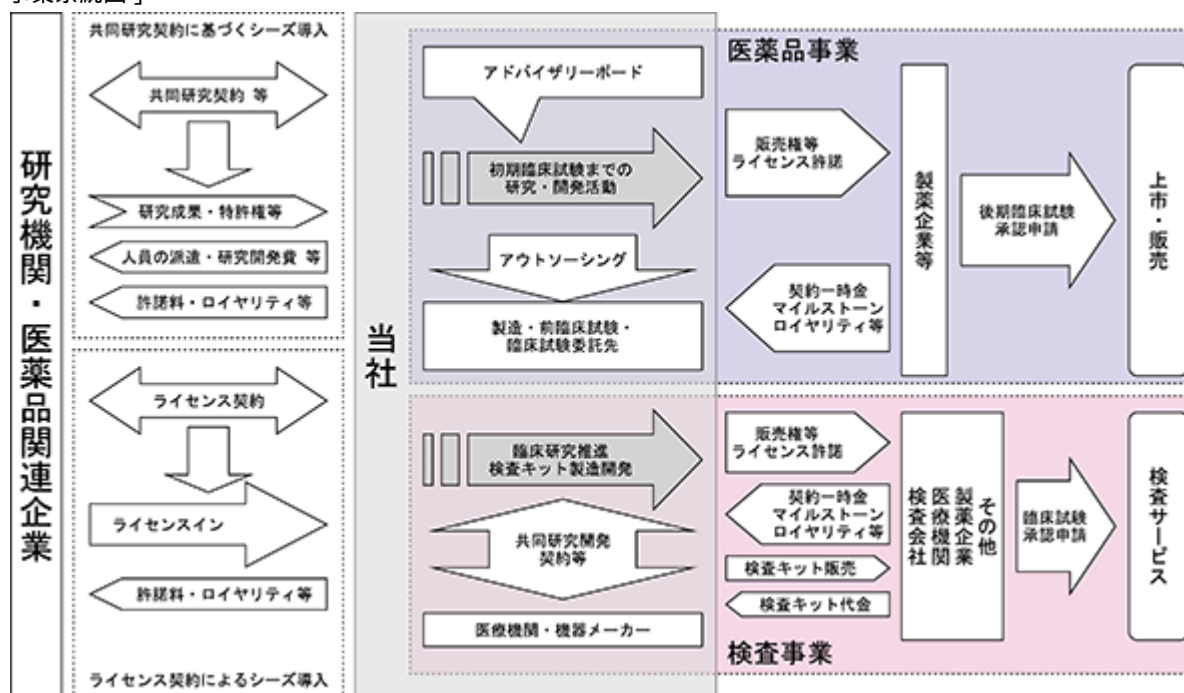 事業系統図］
研究機関・医薬品関連企業
共同研究契約に基づくシーズ導入
共同研究契約 等
研究成果・特許権等
人員の派遣・研究開発費 等
許諾料・ロイヤリティ等
ライセンス契約
ライセンスイン
許諾料・ロイヤリティ等
ライセンス契約によるシーズ導入
当社
医薬品事業
アドバイザリーボード
初期臨床試験までの
研究・開発活動
アウトソーシング
製造・前臨床試験・
臨床試験委託先
販売権等
ライセンス許諾
契約一時金
マイルストーン
ロイヤリティ等
製薬企業等
後期臨床試験
承認申請
上市・販売
臨床研究推進
検査キット製造開発
共同研究開発
契約等
医療機関・機器メーカー
販売権等
ライセンス許諾
契約一時金
マイルストーン
ロイヤリティ等
検査キット販売
検査キット代金
その他
製薬企業
医療機関
検査会社
臨床試験
承認申請
検査サービス
検査事業